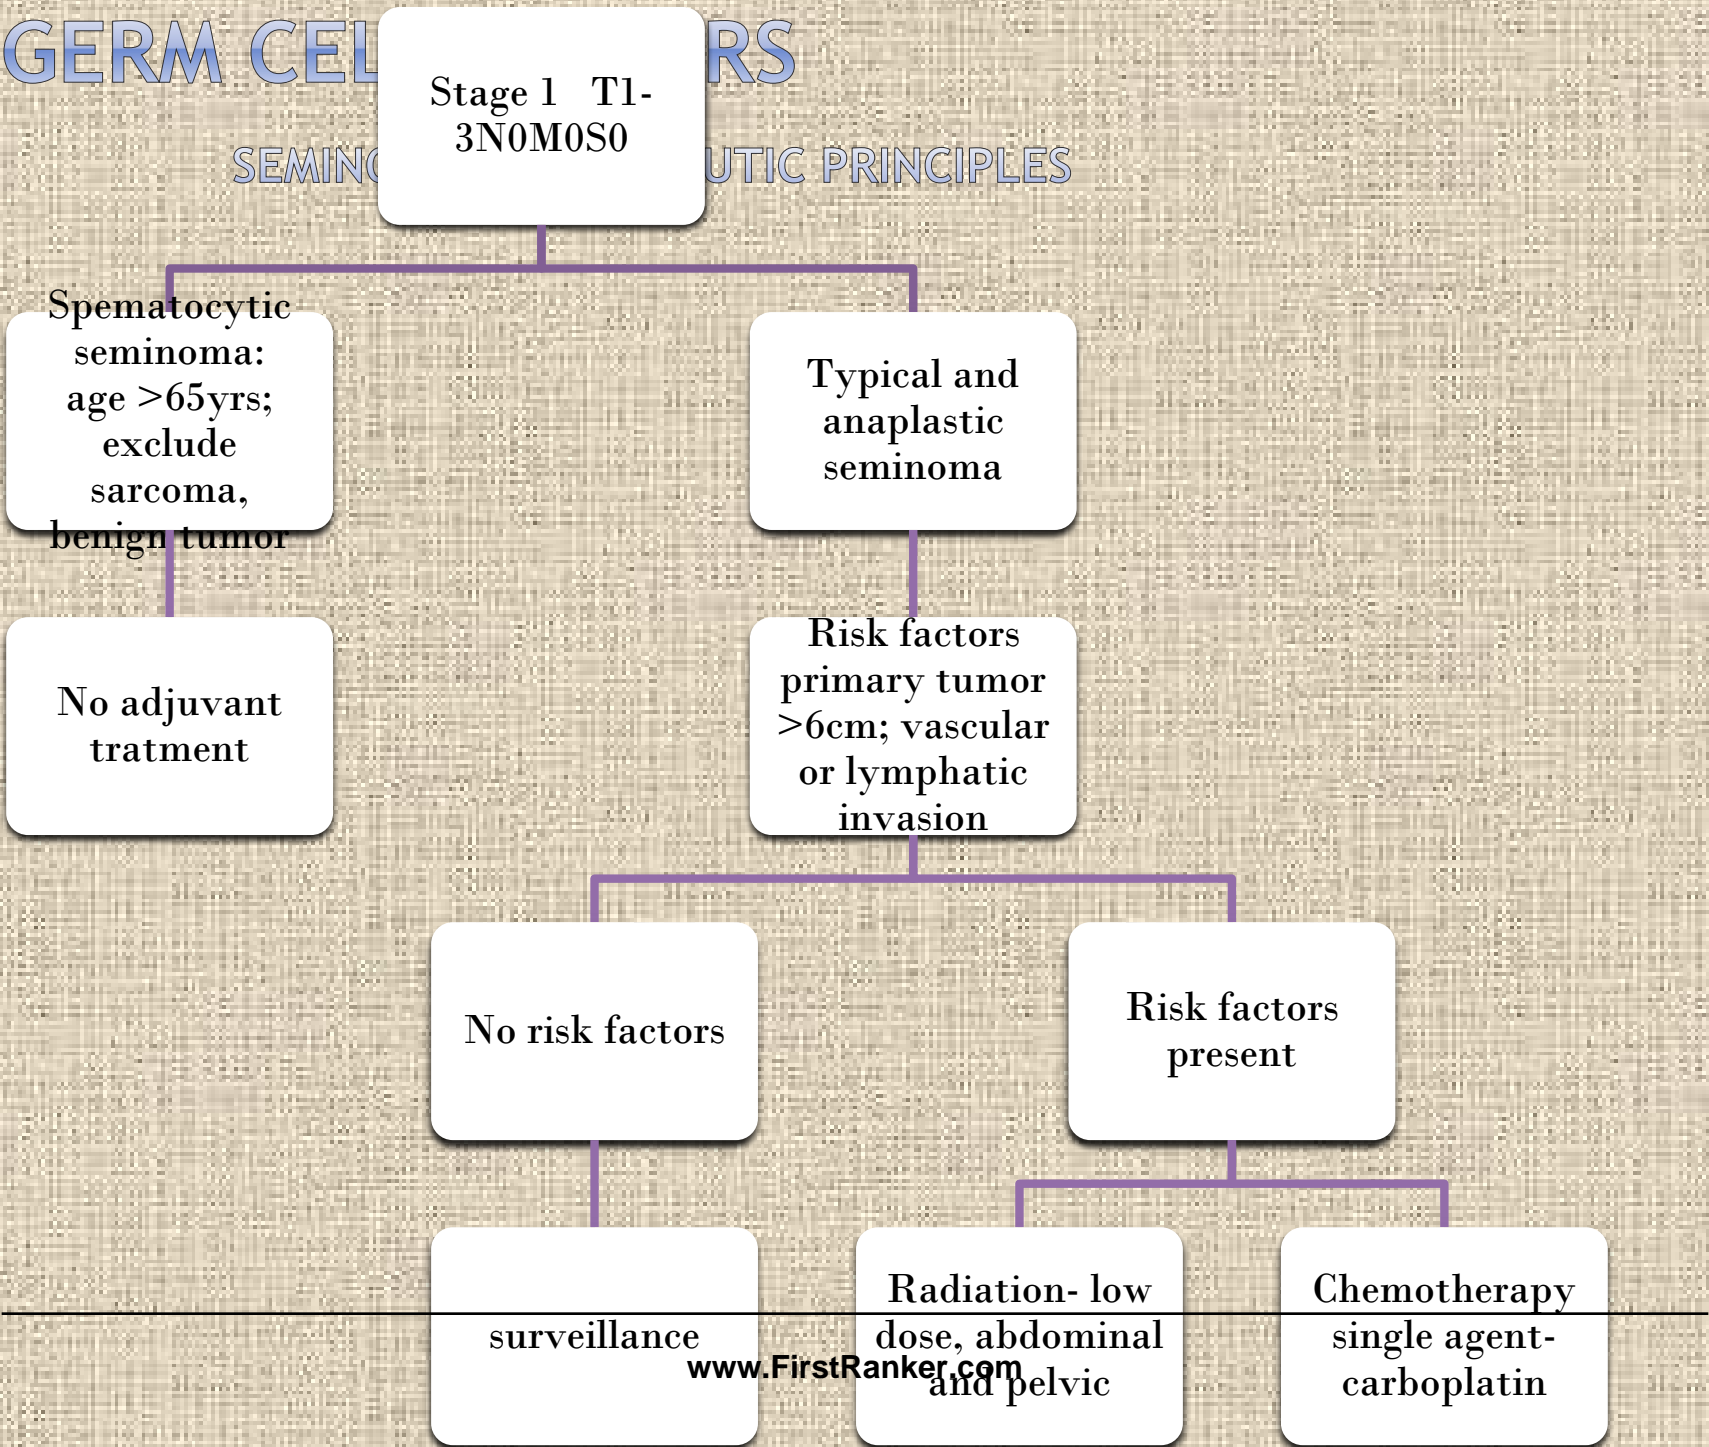 GERM CEL
RS
Stage 1 T1-
3N0M0S0
SEMINO
UTIC PRINCIPLES
Spematocytic
seminoma:
age >65yrs;
exclude
sarcoma,
benign tumor
Typical and
anaplastic
seminoma
No adjuvant
tratment
Risk factors
primary tumor
>6cm; vascular
or lymphatic
invasion
No risk factors
Risk factors
present
surveillance
Radiation- low
dose, abdominal
and pelvic
Chemotherapy
single agent-
carboplatin
www.FirstRanker.com